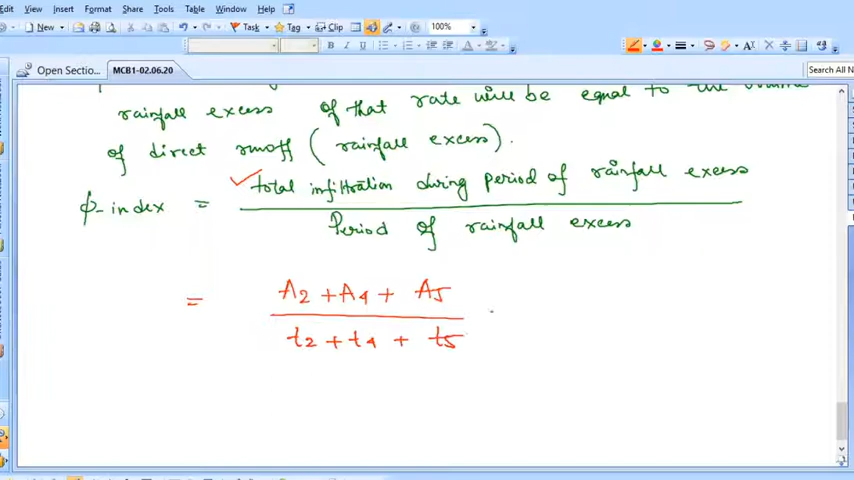 Edit View Insert Format Share Tools Table Window Help
New Task Tag Clip 100%
Open Sectio... MCB1-02.06.20 Search All N
rainfall excess of that rate will be equal to the volume
of direct runoff (rainfall excess).
ϕ-index = total infiltration during period of rainfall excess
Period of rainfall excess
= A2 + A4 + A5
t2 + t4 + t5